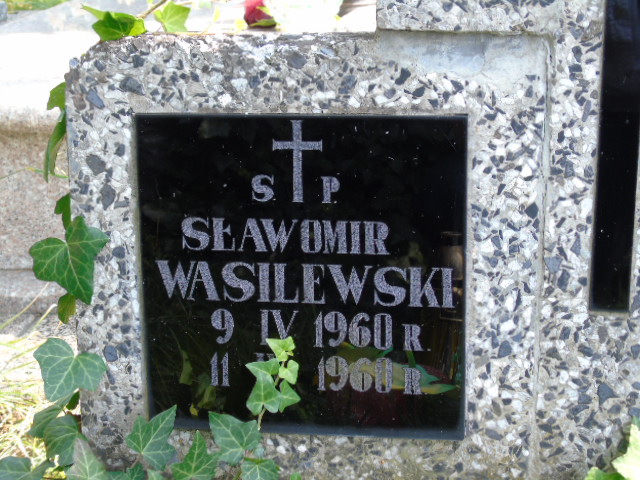 S P
SŁAWOMIR
WASILEWSKI
9 IV 1960 R
11 1960 R